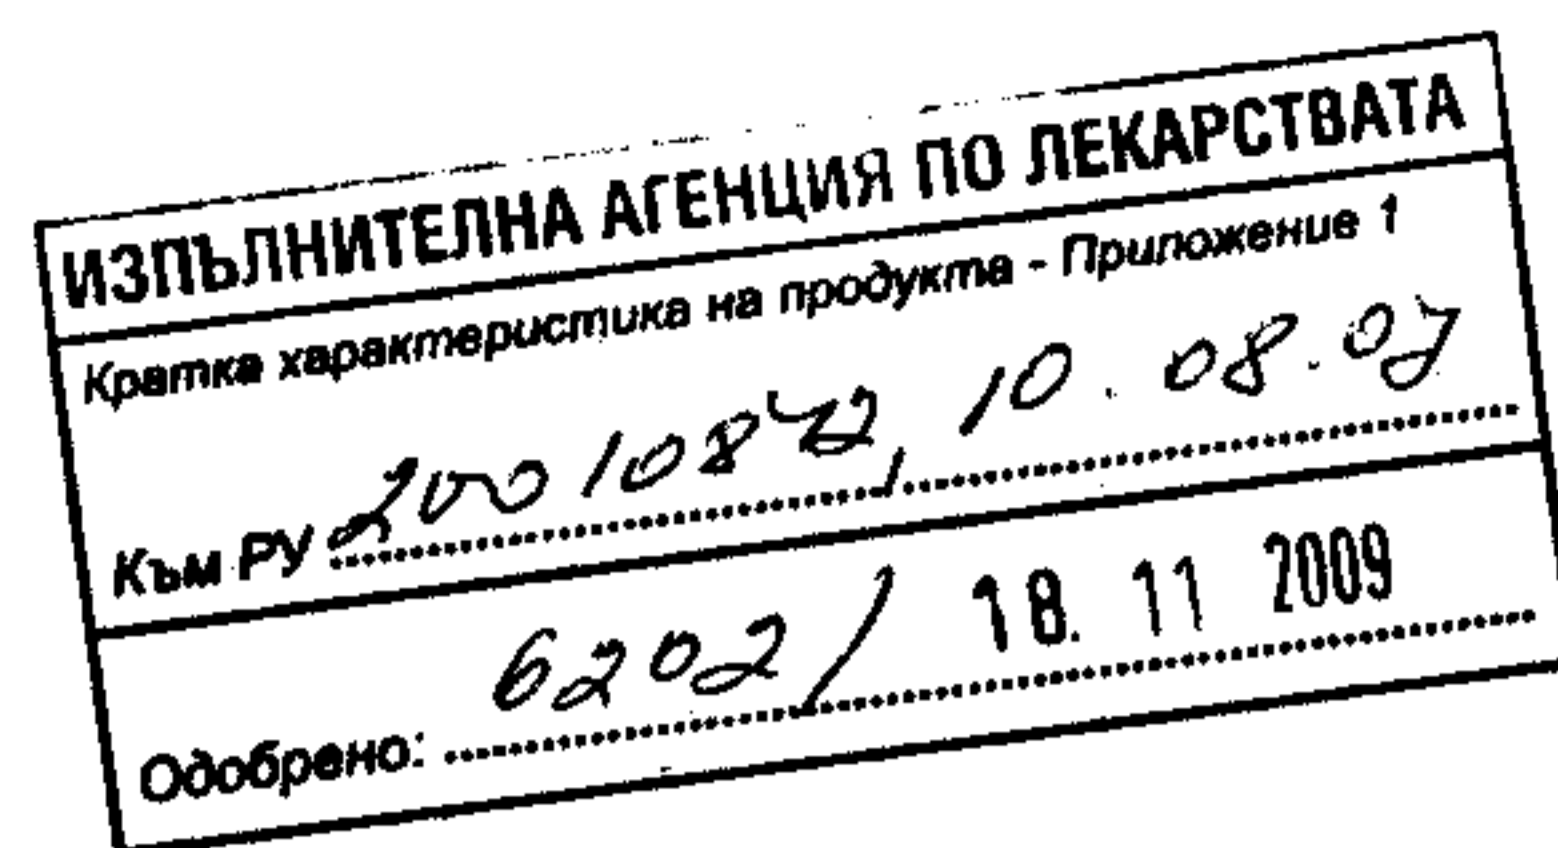 ИЗПЪЛНИТЕЛНА АГЕНЦИЯ ПО ЛЕКАРСТВАТА
Кратка характеристика на продукта - Приложение 1
Към РУ 20010842, 10.08.07
Одобрено: 6202/ 18. 11 2009